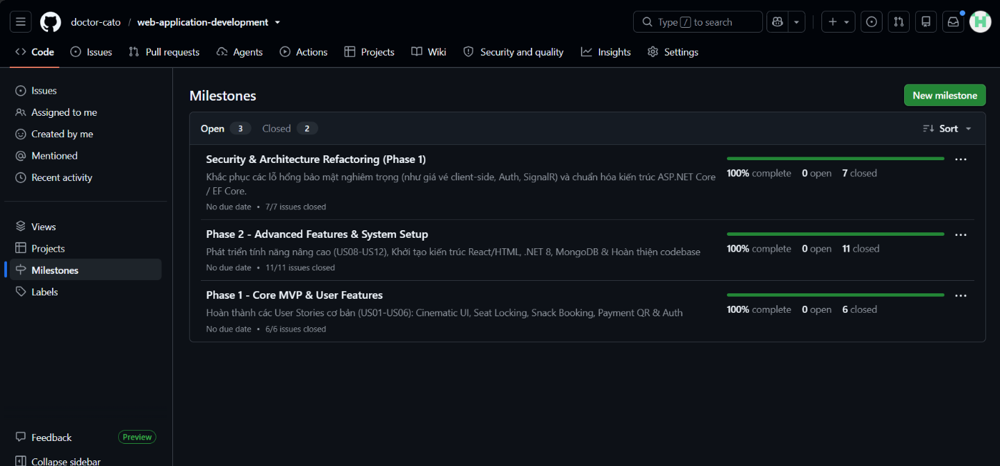 doctor-cato / web-application-development
Type / to search
Code
Issues
Pull requests
Agents
Actions
Projects
Wiki
Security and quality
Insights
Settings
Issues
Assigned to me
Created by me
Mentioned
Recent activity
Views
Projects
Milestones
Labels
Feedback
Preview
Collapse sidebar
Milestones
New milestone
Open 3
Closed 2
Sort
Security & Architecture Refactoring (Phase 1)
Khắc phục các lỗ hổng bảo mật nghiêm trọng (như giá vé client-side, Auth, SignalR) và chuẩn hóa kiến trúc ASP.NET Core
/ EF Core.
No due date • 7/7 issues closed
100% complete 0 open 7 closed
Phase 2 - Advanced Features & System Setup
Phát triển tính năng nâng cao (US08-US12), Khởi tạo kiến trúc React/HTML, .NET 8, MongoDB & Hoàn thiện codebase
No due date • 11/11 issues closed
100% complete 0 open 11 closed
Phase 1 - Core MVP & User Features
Hoàn thành các User Stories cơ bản (US01-US06): Cinematic UI, Seat Locking, Snack Booking, Payment QR & Auth
No due date • 6/6 issues closed
100% complete 0 open 6 closed